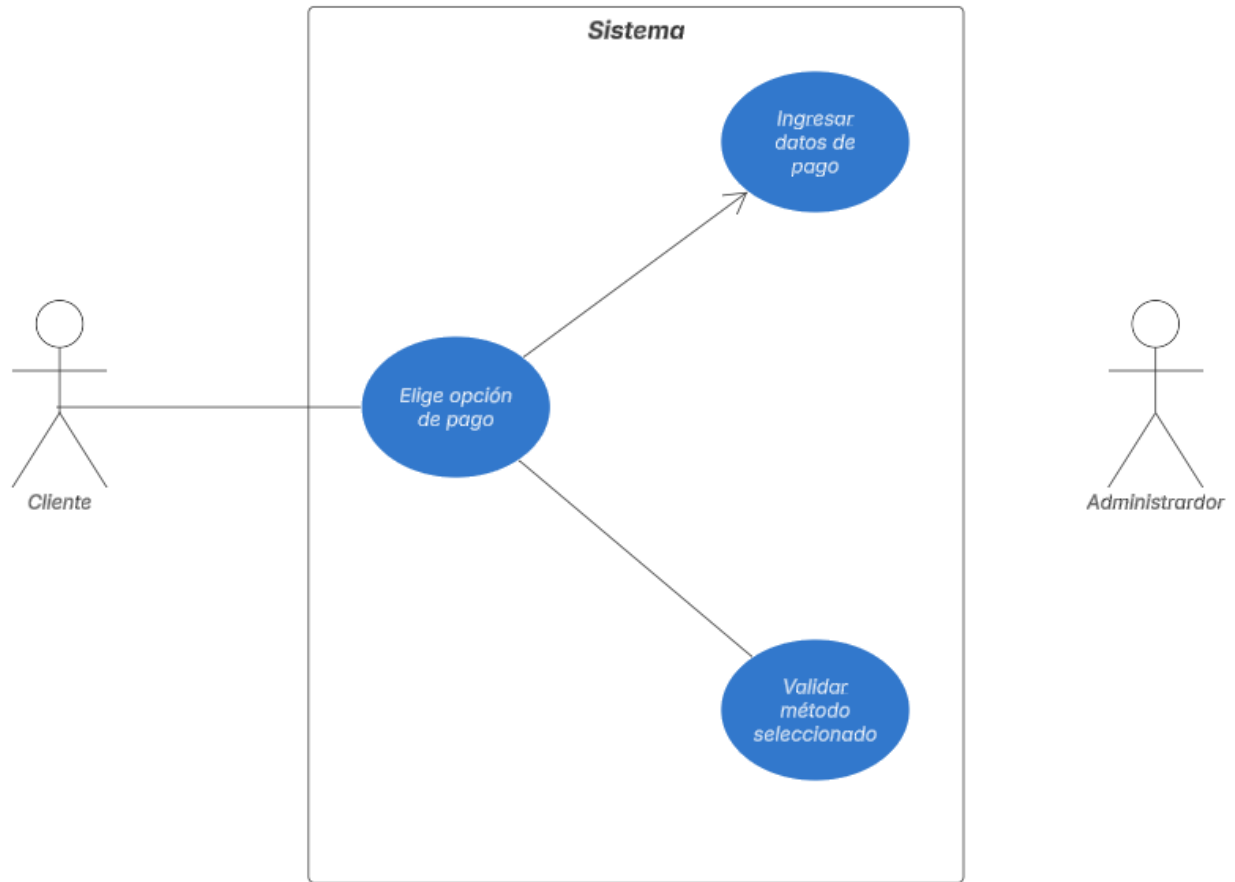 Sistema
Ingresar
datos de
pago
Elige opción
de pago
Cliente
Administrardor
Validar
método
seleccionado